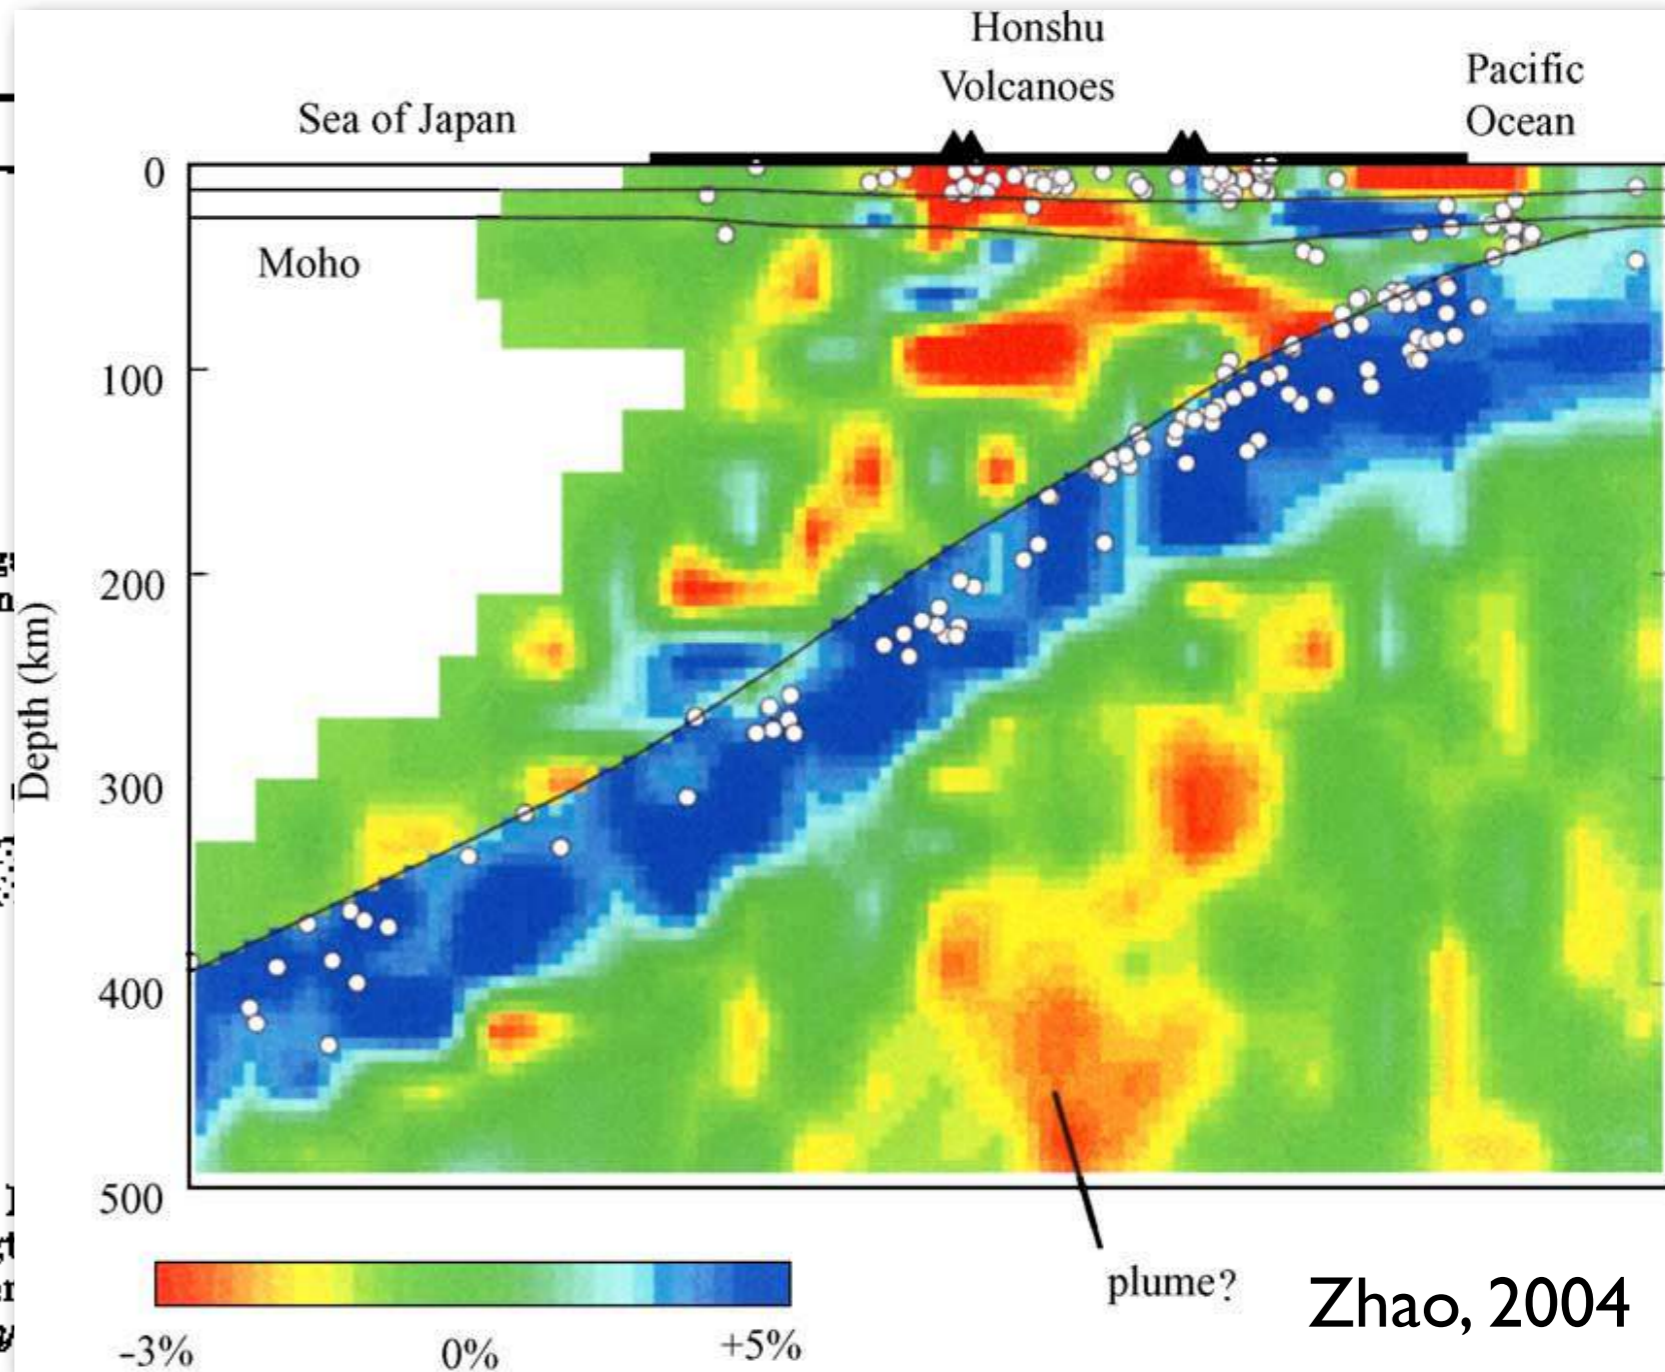 Honshu
Volcanoes
Pacific
Ocean
Sea of Japan
Moho
0
100
200
300
400
500
Depth (km)
plume?
Zhao, 2004
-3%
0%
+5%